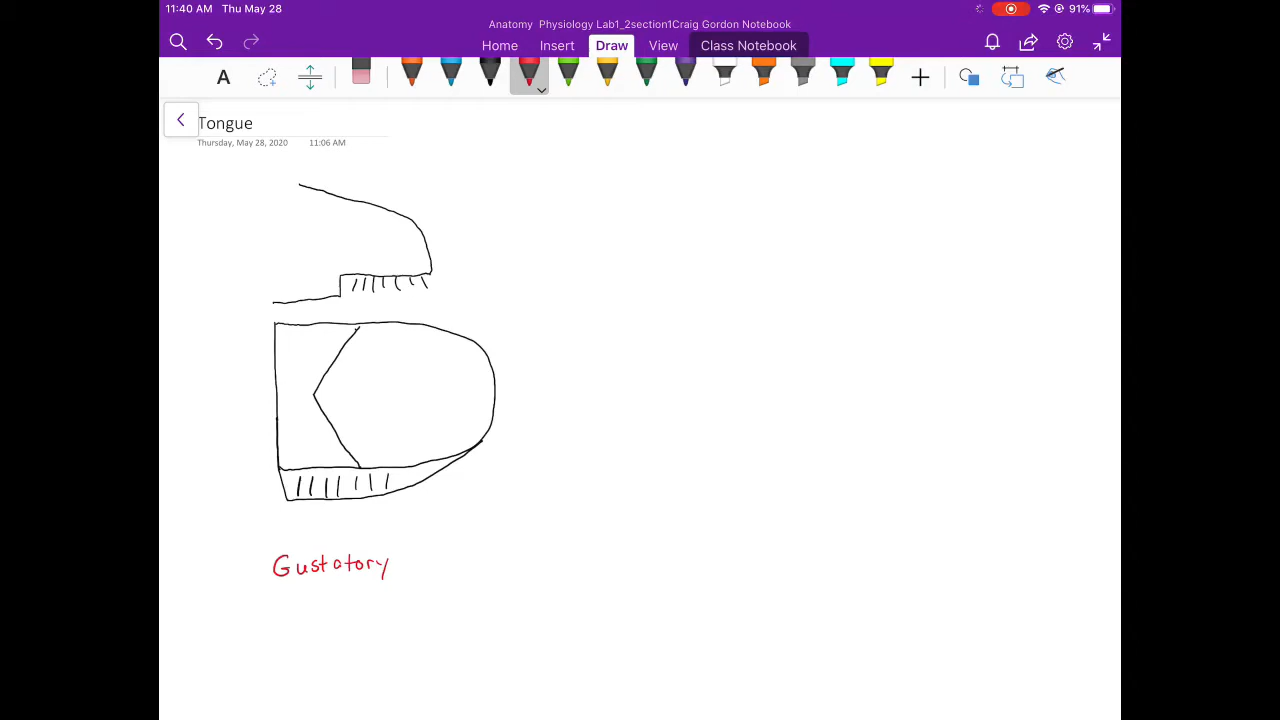 11:40 AM Thu May 28
91%
Anatomy Physiology Lab1_2section1Craig Gordon Notebook
Home Insert Draw View Class Notebook
A
Tongue
Thursday, May 28, 2020 11:06 AM
Gustatory